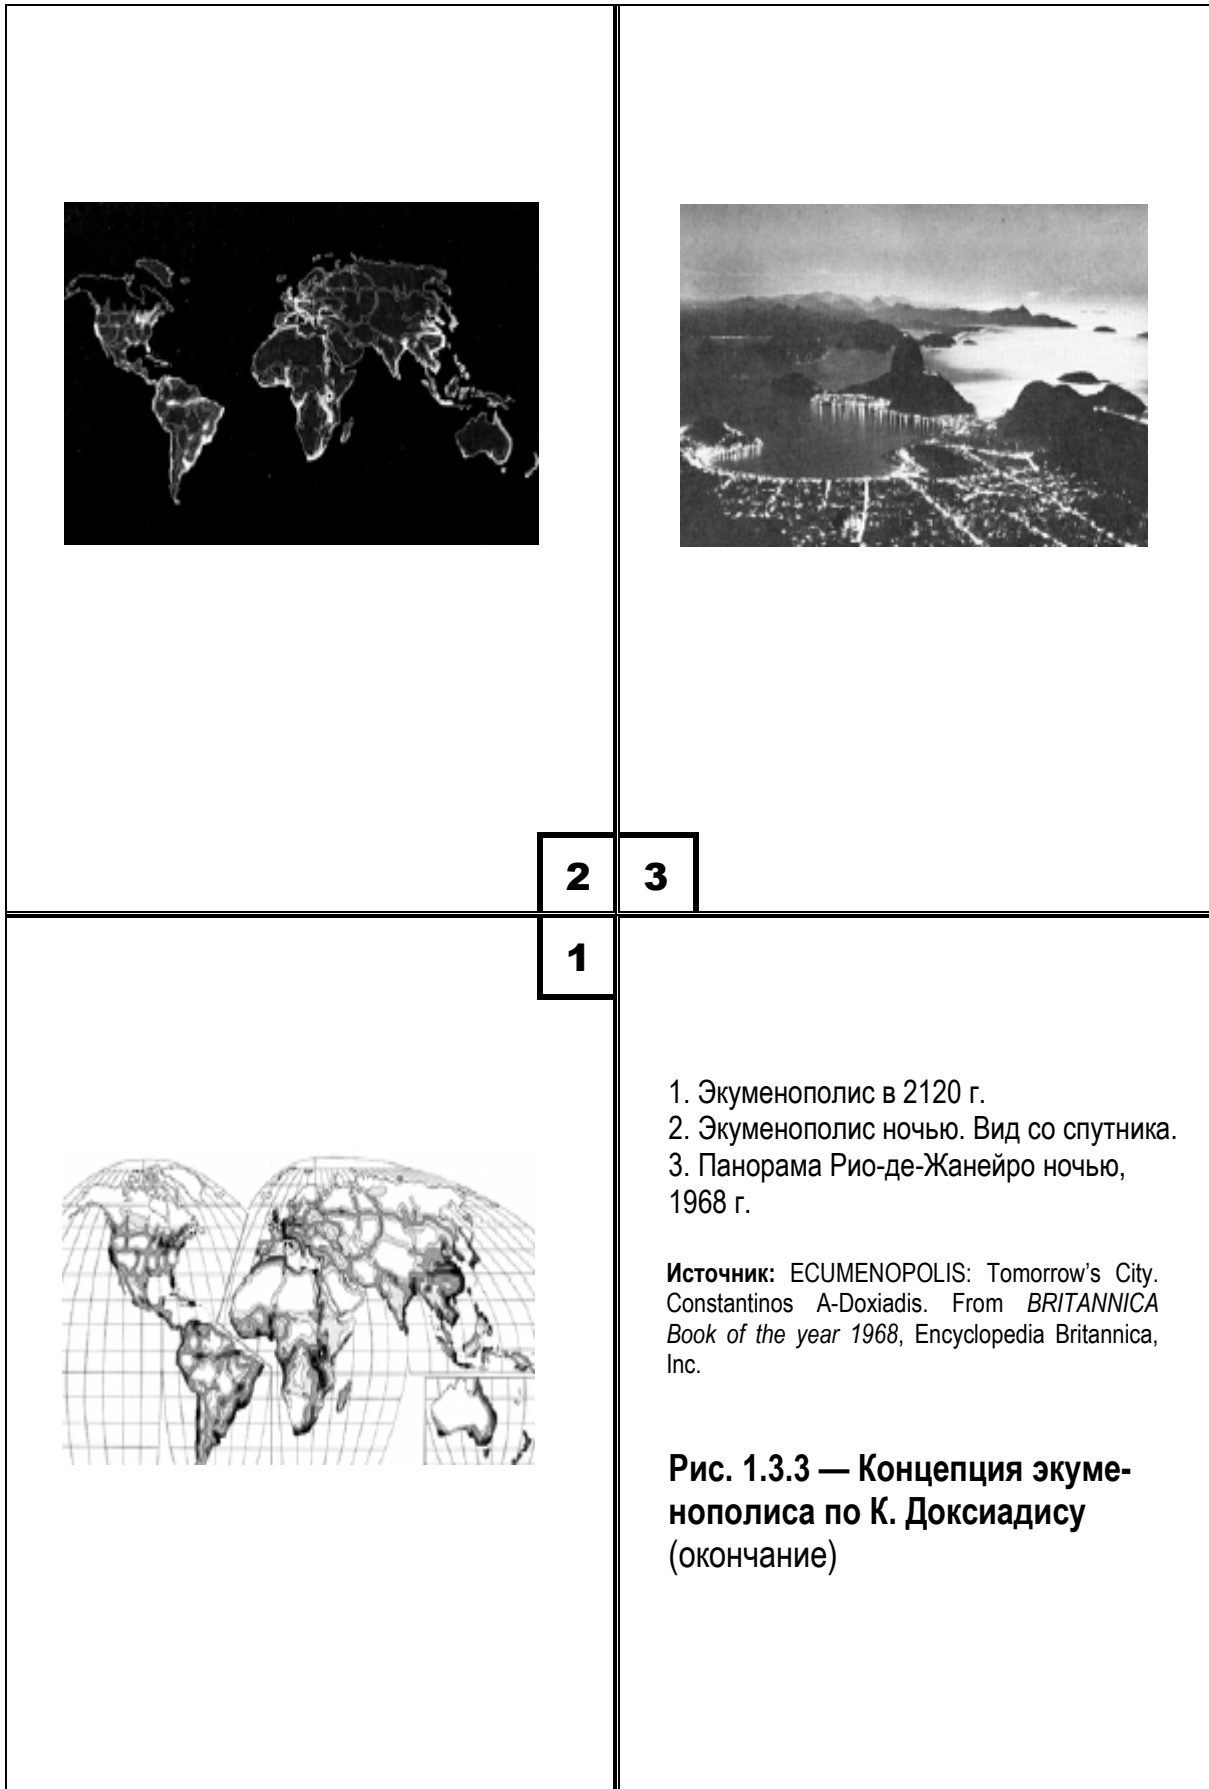 2
3
1
1. Экуменополис в 2120 г.
2. Экуменополис ночью. Вид со спутника.
3. Панорама Рио-де-Жанейро ночью,
1968 г.
Источник: ECUMENOPOLIS: Tomorrow's City.
Constantinos A-Doxiadis. From BRITANNICA
Book of the year 1968, Encyclopedia Britannica,
Inc.
Рис. 1.3.3 — Концепция экуме-
нополиса по К. Доксиадису
(окончание)